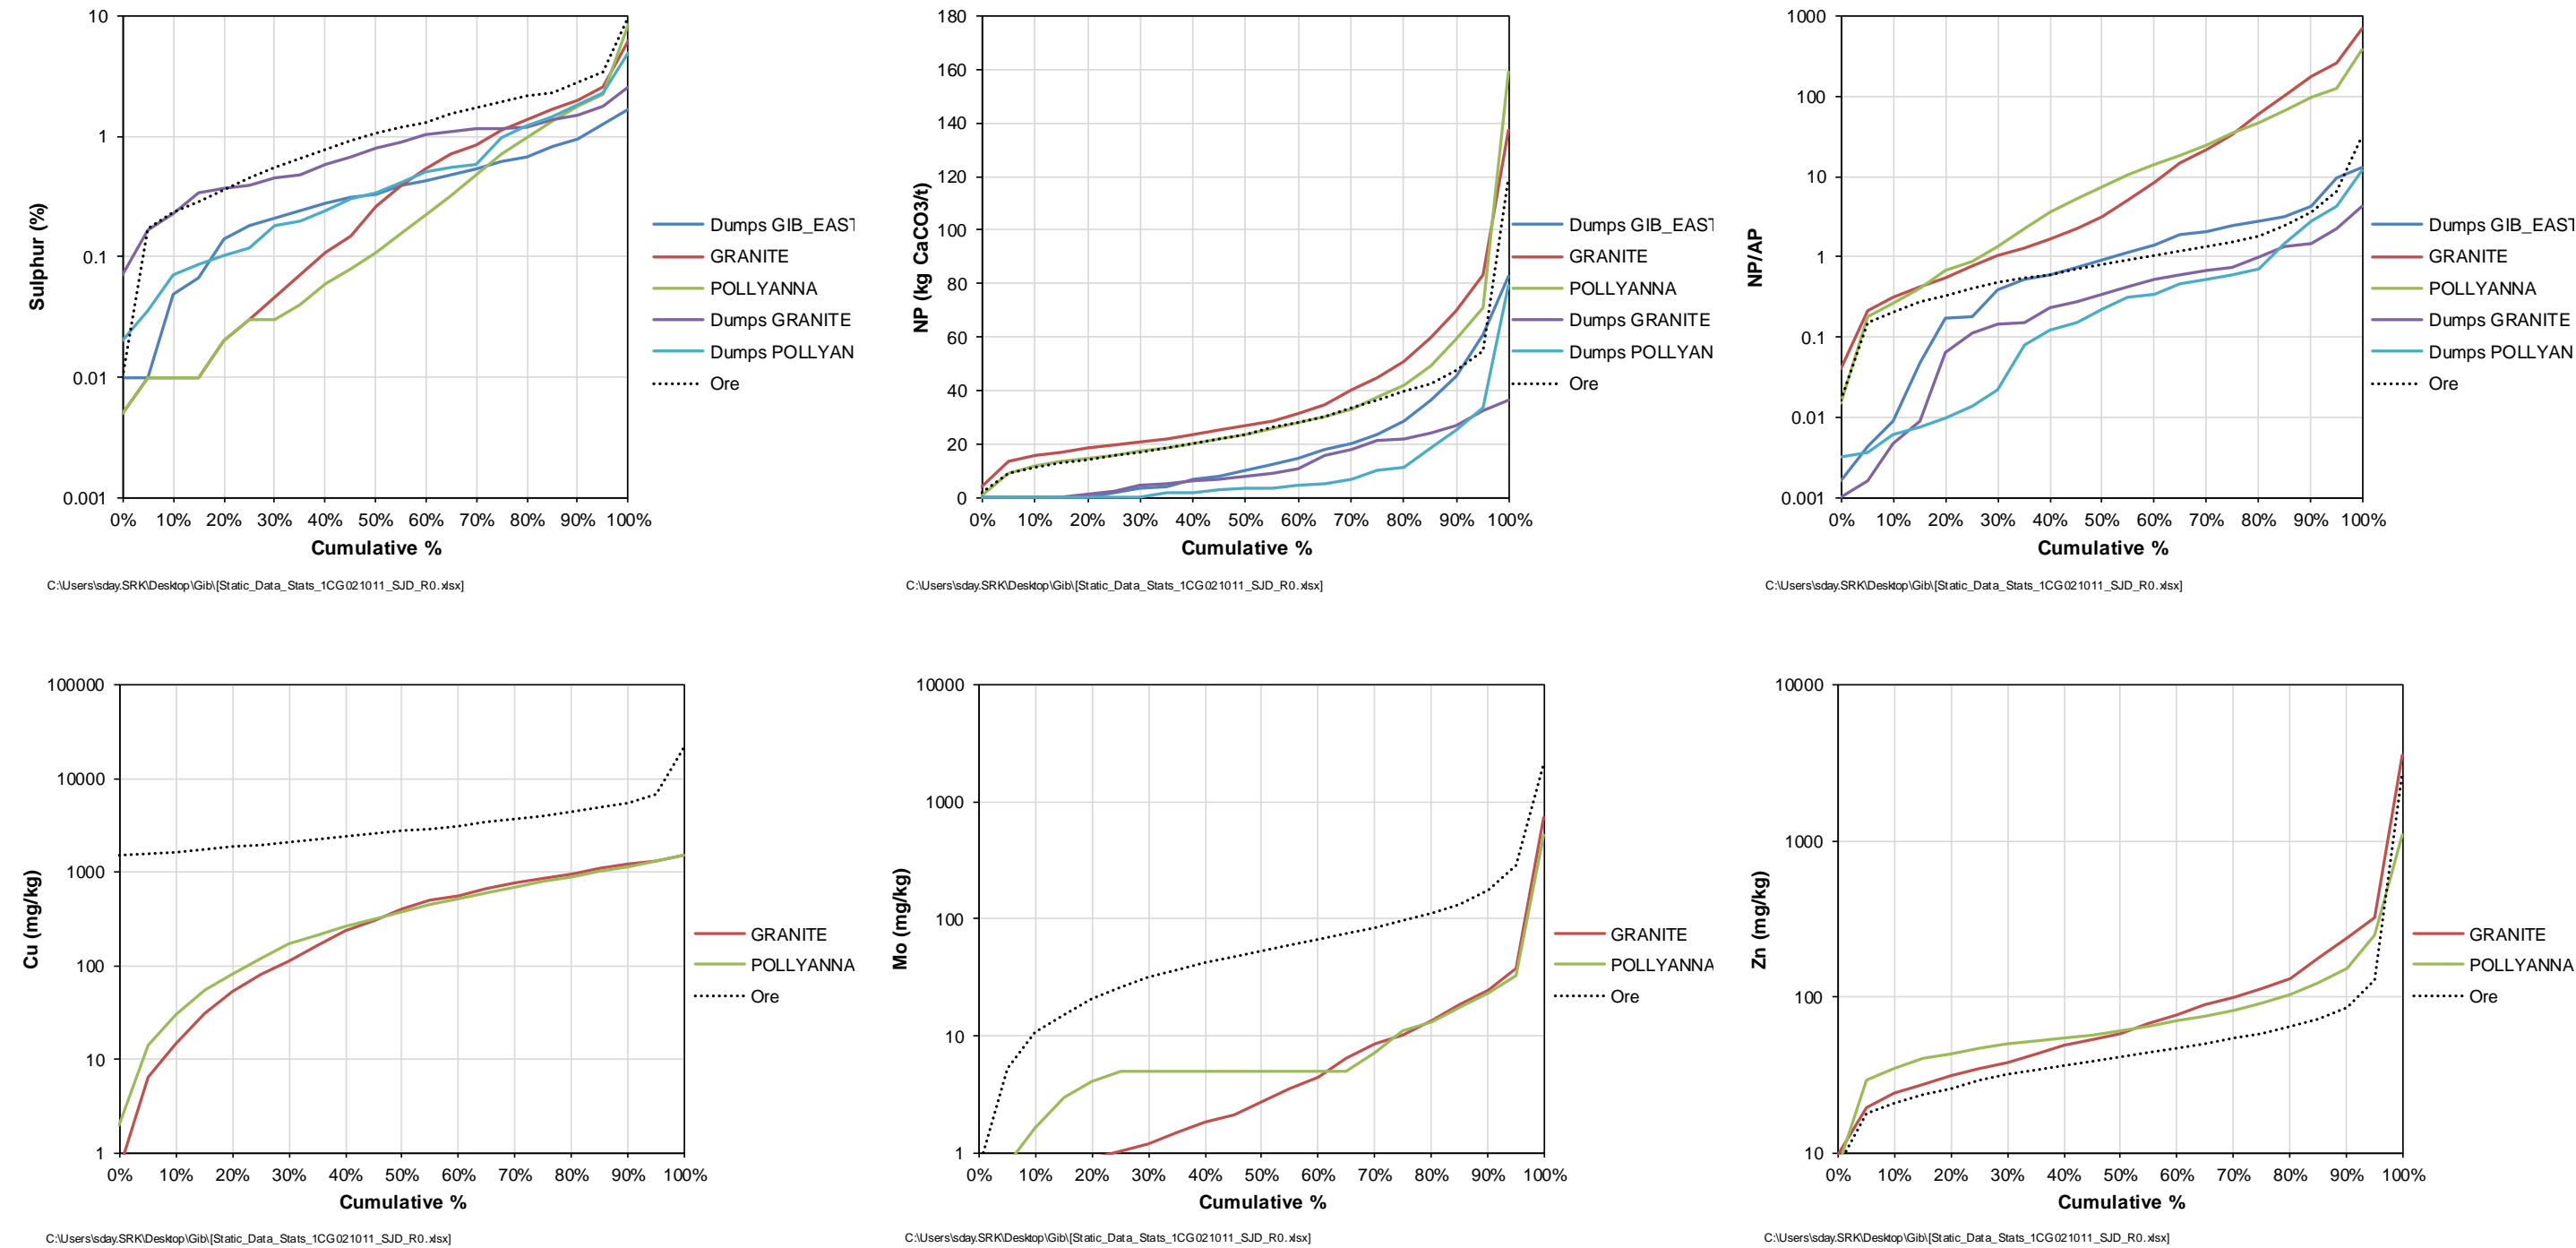 10
1
0.1
0.01
0.001
Sulphur (%)
0% 10% 20% 30% 40% 50% 60% 70% 80% 90% 100%
Cumulative %
Dumps GIB_EAST
GRANITE
POLLYANNA
Dumps GRANITE
Dumps POLLYAN
Ore
C:\Users\sday.SRK\Desktop\Gib\[Static_Data_Stats_1CG021011_SJD_R0.xlsx]
180
160
140
120
100
80
60
40
20
0
NP (kg CaCO3/t)
0% 10% 20% 30% 40% 50% 60% 70% 80% 90% 100%
Cumulative %
Dumps GIB_EAST
GRANITE
POLLYANNA
Dumps GRANITE
Dumps POLLYAN
Ore
C:\Users\sday.SRK\Desktop\Gib\[Static_Data_Stats_1CG021011_SJD_R0.xlsx]
1000
100
10
1
0.1
0.01
0.001
NP/AP
0% 10% 20% 30% 40% 50% 60% 70% 80% 90% 100%
Cumulative %
Dumps GIB_EAST
GRANITE
POLLYANNA
Dumps GRANITE
Dumps POLLYAN
Ore
C:\Users\sday.SRK\Desktop\Gib\[Static_Data_Stats_1CG021011_SJD_R0.xlsx]
100000
10000
1000
100
10
1
Cu (mg/kg)
0% 10% 20% 30% 40% 50% 60% 70% 80% 90% 100%
Cumulative %
GRANITE
POLLYANNA
Ore
C:\Users\sday.SRK\Desktop\Gib\[Static_Data_Stats_1CG021011_SJD_R0.xlsx]
10000
1000
100
10
1
Mo (mg/kg)
0% 10% 20% 30% 40% 50% 60% 70% 80% 90% 100%
Cumulative %
GRANITE
POLLYANNA
Ore
C:\Users\sday.SRK\Desktop\Gib\[Static_Data_Stats_1CG021011_SJD_R0.xlsx]
10000
1000
100
10
Zn (mg/kg)
0% 10% 20% 30% 40% 50% 60% 70% 80% 90% 100%
Cumulative %
GRANITE
POLLYANNA
Ore
C:\Users\sday.SRK\Desktop\Gib\[Static_Data_Stats_1CG021011_SJD_R0.xlsx]